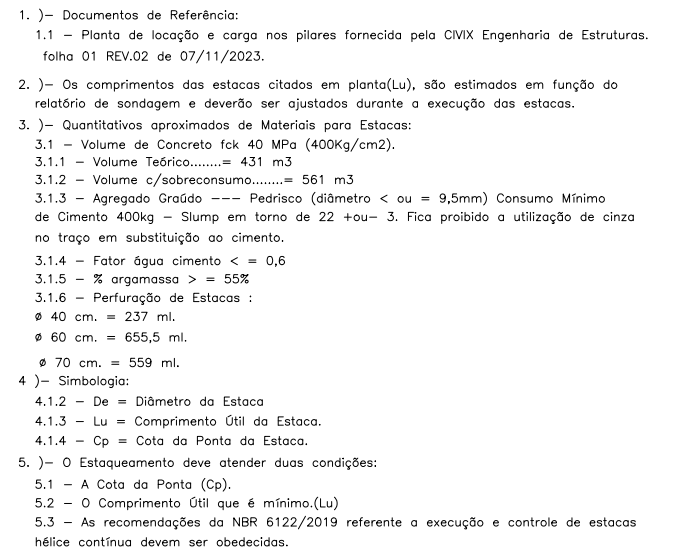 1. )- Documentos de Referência:
1.1 - Planta de locação e carga nos pilares fornecida pela CIVIX Engenharia de Estruturas.
folha 01 REV.02 de 07/11/2023.
2. )- Os comprimentos das estacas citados em planta(Lu), são estimados em função do
relatório de sondagem e deverão ser ajustados durante a execução das estacas.
3. )- Quantitativos aproximados de Materiais para Estacas:
3.1 - Volume de Concreto fck 40 MPa (400Kg/cm2).
3.1.1 - Volume Teórico........= 431 m3
3.1.2 - Volume c/sobreconsumo........= 561 m3
3.1.3 - Agregado Graúdo --- Pedrisco (diâmetro < ou = 9,5mm) Consumo Mínimo
de Cimento 400kg - Slump em torno de 22 +ou- 3. Fica proibido a utilização de cinza
no traço em substituição ao cimento.
3.1.4 - Fator água cimento < = 0,6
3.1.5 - % argamassa > = 55%
3.1.6 - Perfuração de Estacas :
ø 40 cm. = 237 ml.
ø 60 cm. = 655,5 ml.
ø 70 cm. = 559 ml.
4 )- Simbologia:
4.1.2 - De = Diâmetro da Estaca
4.1.3 - Lu = Comprimento Útil da Estaca.
4.1.4 - Cp = Cota da Ponta da Estaca.
5. )- O Estaqueamento deve atender duas condições:
5.1 - A Cota da Ponta (Cp).
5.2 - O Comprimento Útil que é mínimo.(Lu)
5.3 - As recomendações da NBR 6122/2019 referente a execução e controle de estacas
hélice contínua devem ser obedecidas.